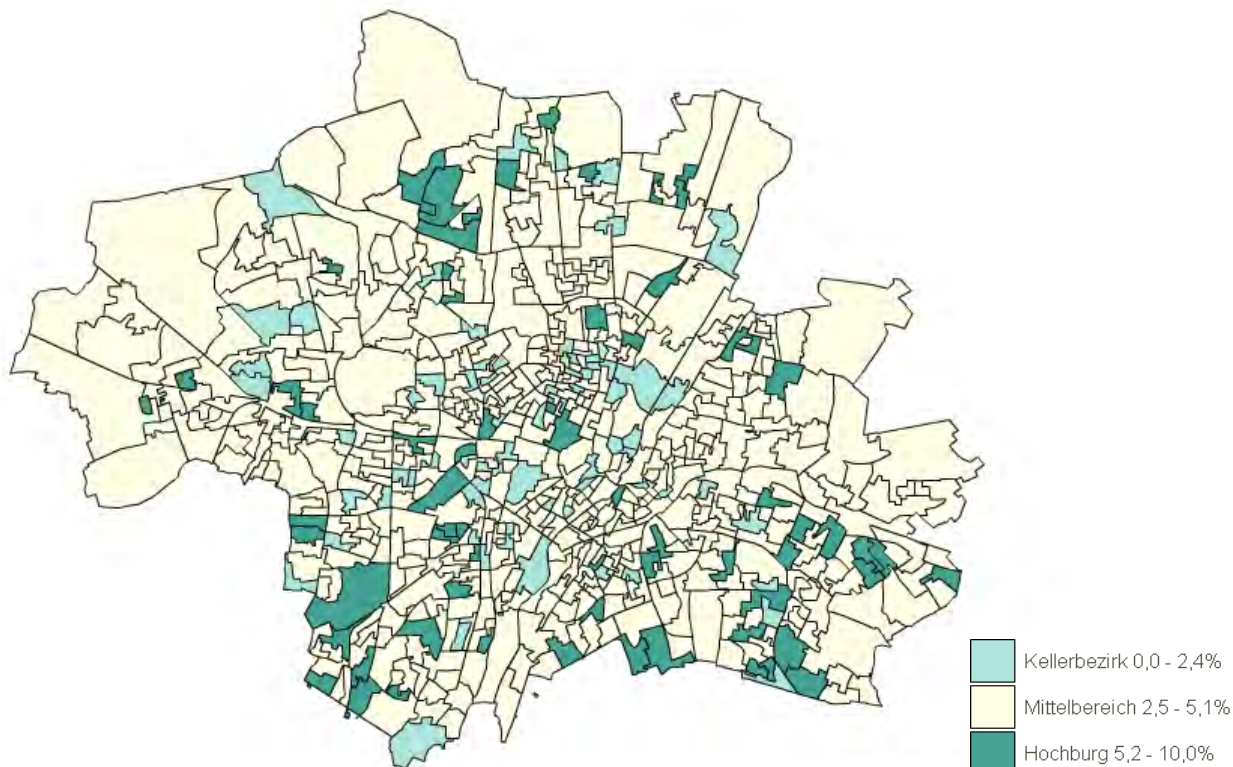 Kellerbezirk 0,0 - 2,4%
Mittelbereich 2,5 - 5,1%
Hochburg 5,2 - 10,0%